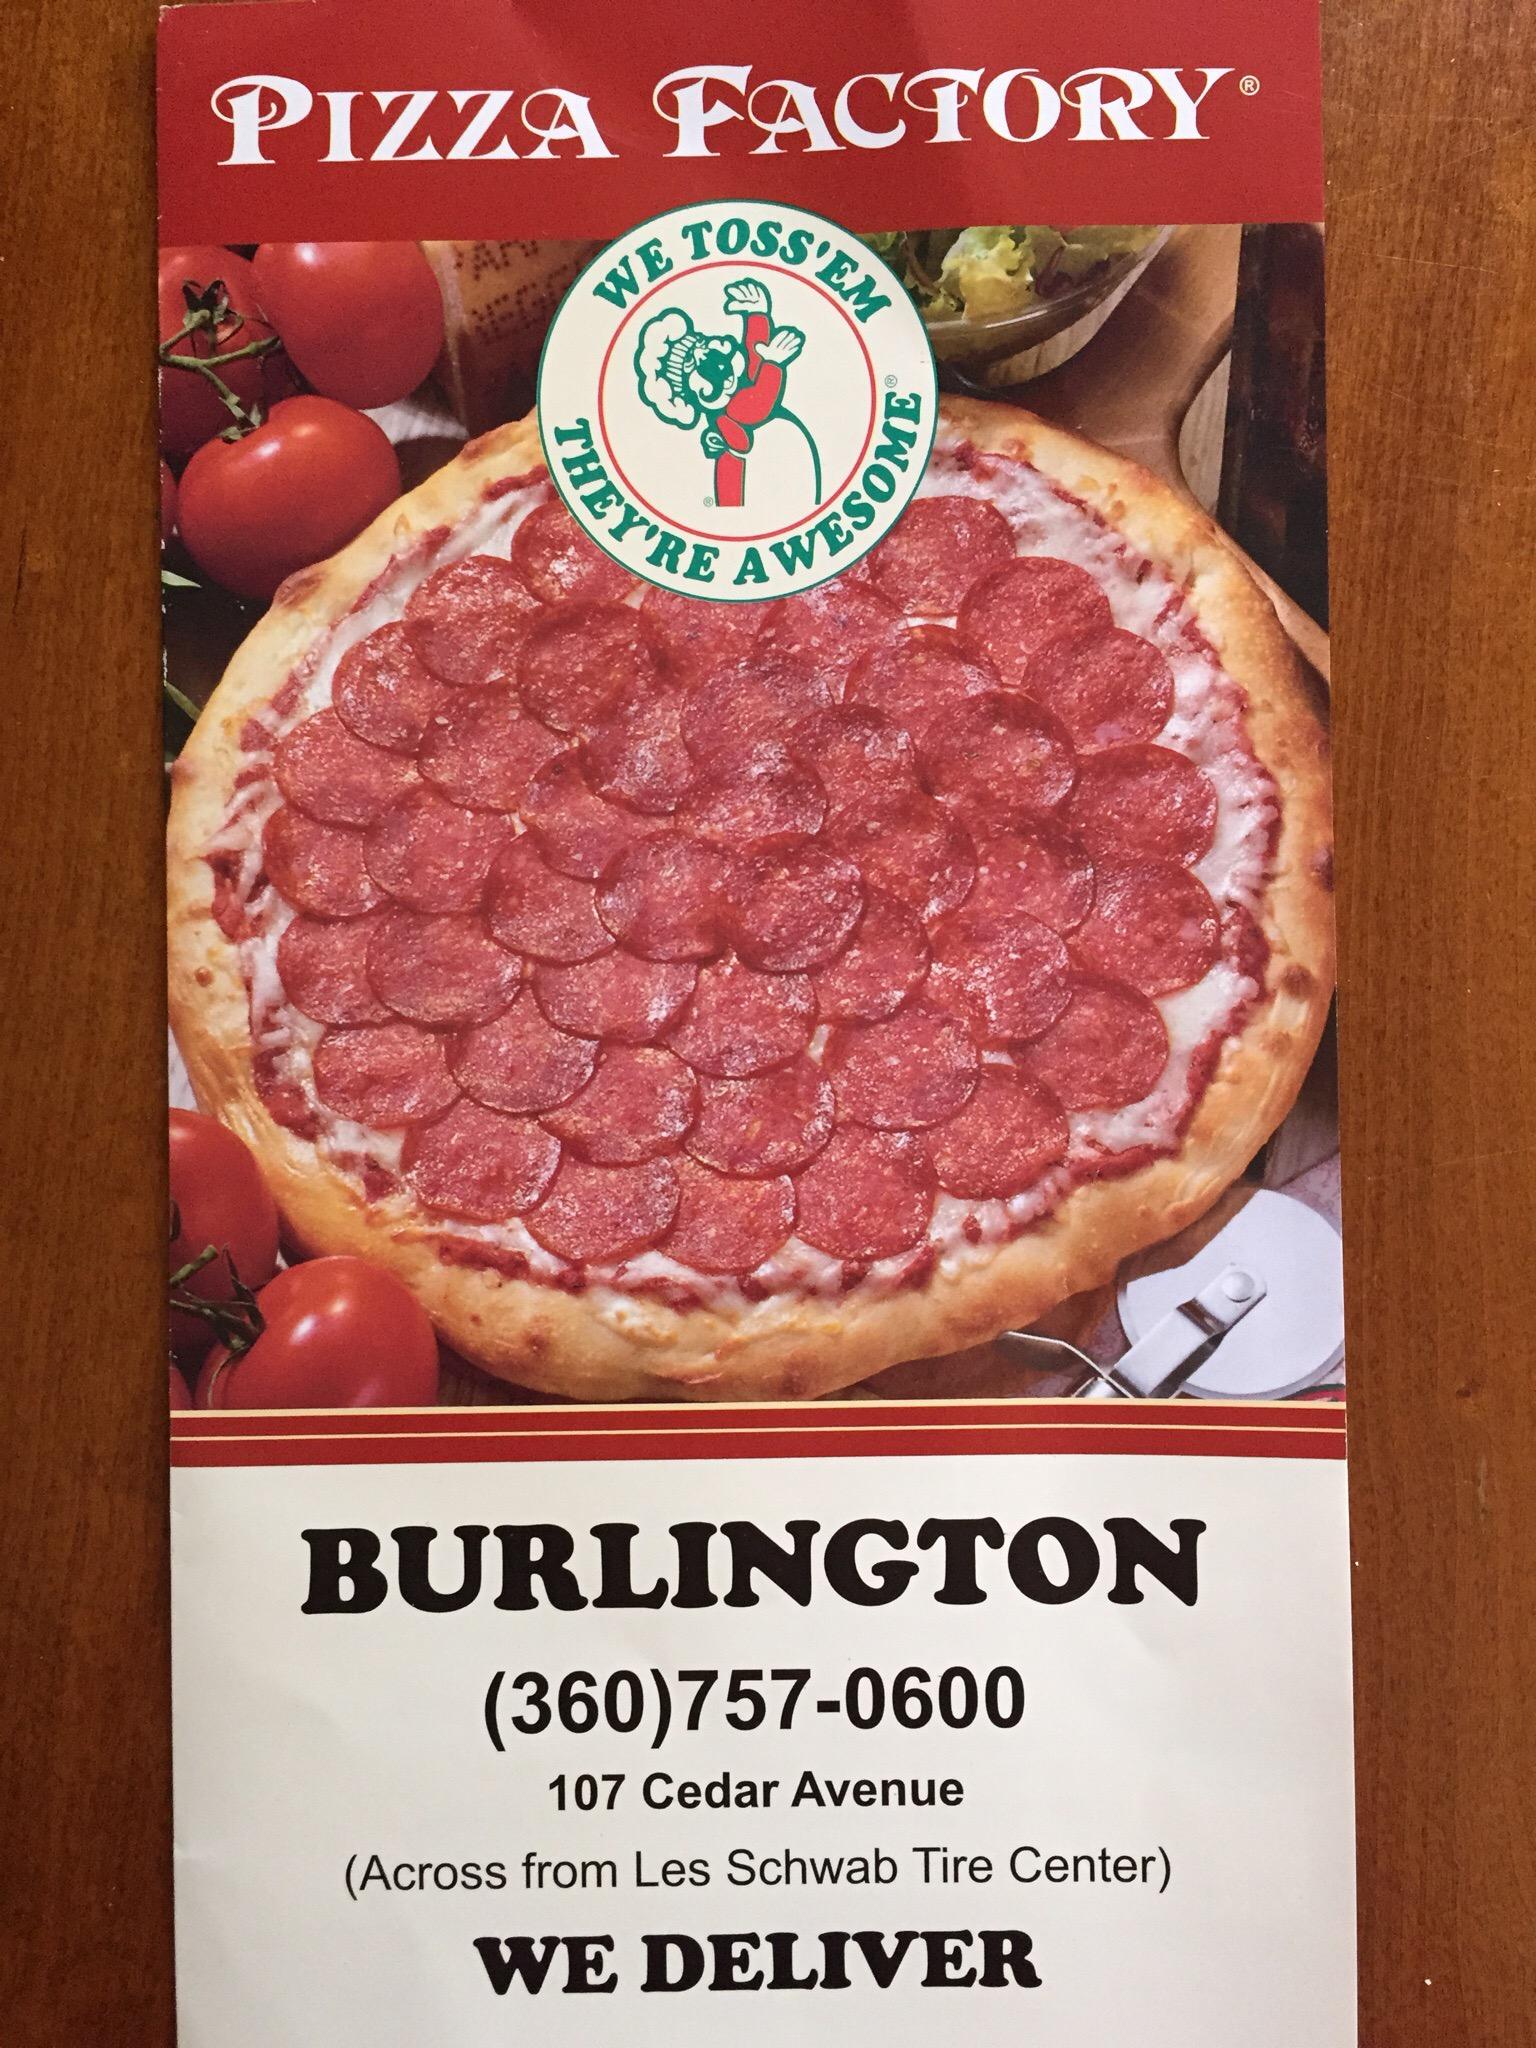 PIZZA FACTORY®
WE TOSS'EM
THEY'RE AWESOME®
®
BURLINGTON
(360)757-0600
107 Cedar Avenue
(Across from Les Schwab Tire Center)
WE DELIVER